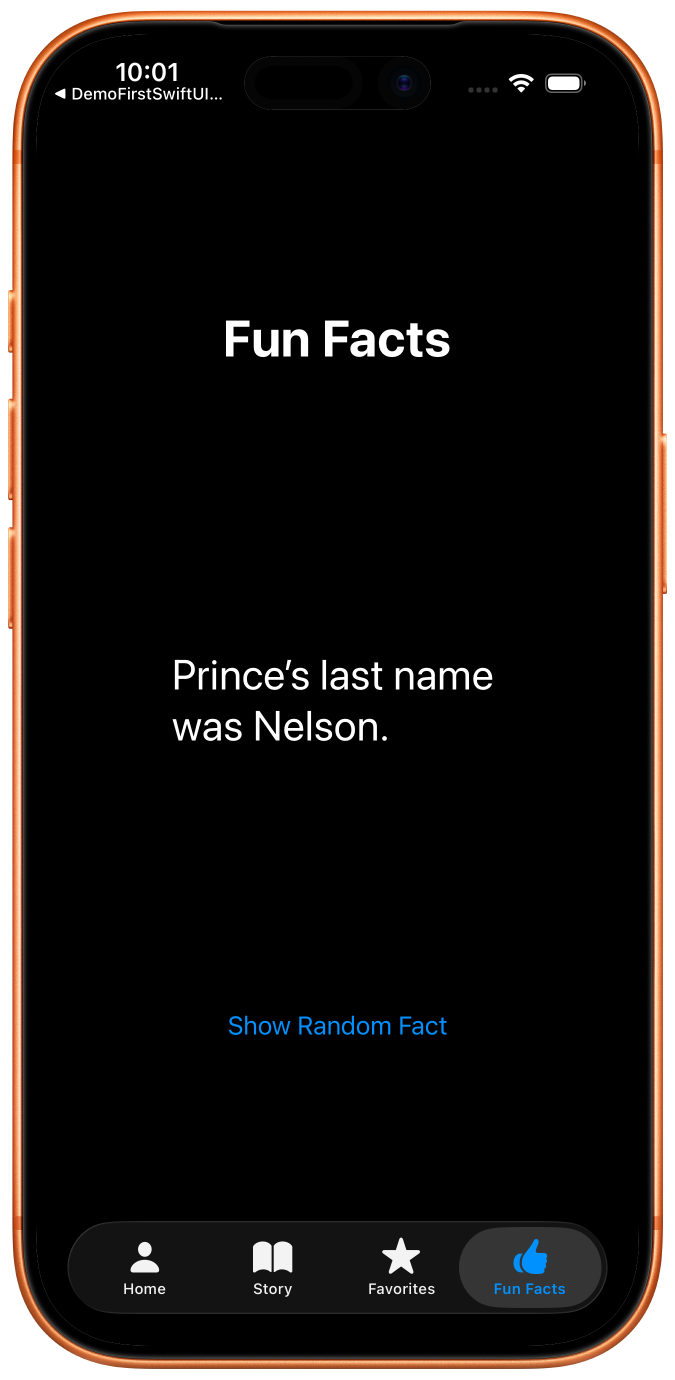 10:01
◀ DemoFirstSwiftUI...
Fun Facts
Prince’s last name
was Nelson.
Show Random Fact
Home
Story
Favorites
Fun Facts